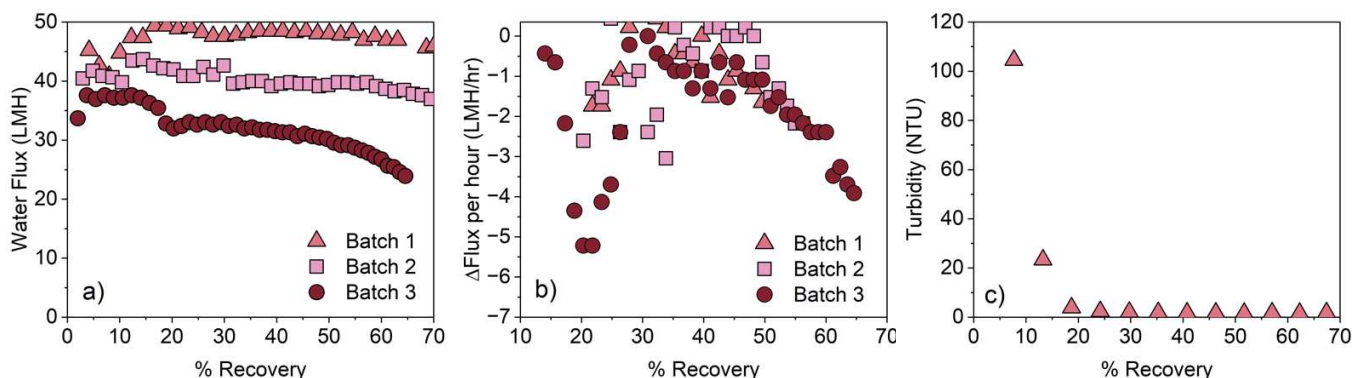 50
40
30
20
10
0
Water Flux (LMH)
a)
Batch 1
Batch 2
Batch 3
0 10 20 30 40 50 60 70
% Recovery
0
−1
−2
−3
−4
−5
−6
−7
ΔFlux per hour (LMH/hr)
b)
Batch 1
Batch 2
Batch 3
10 20 30 40 50 60 70
% Recovery
120
100
80
60
40
20
0
Turbidity (NTU)
c)
0 10 20 30 40 50 60 70
% Recovery